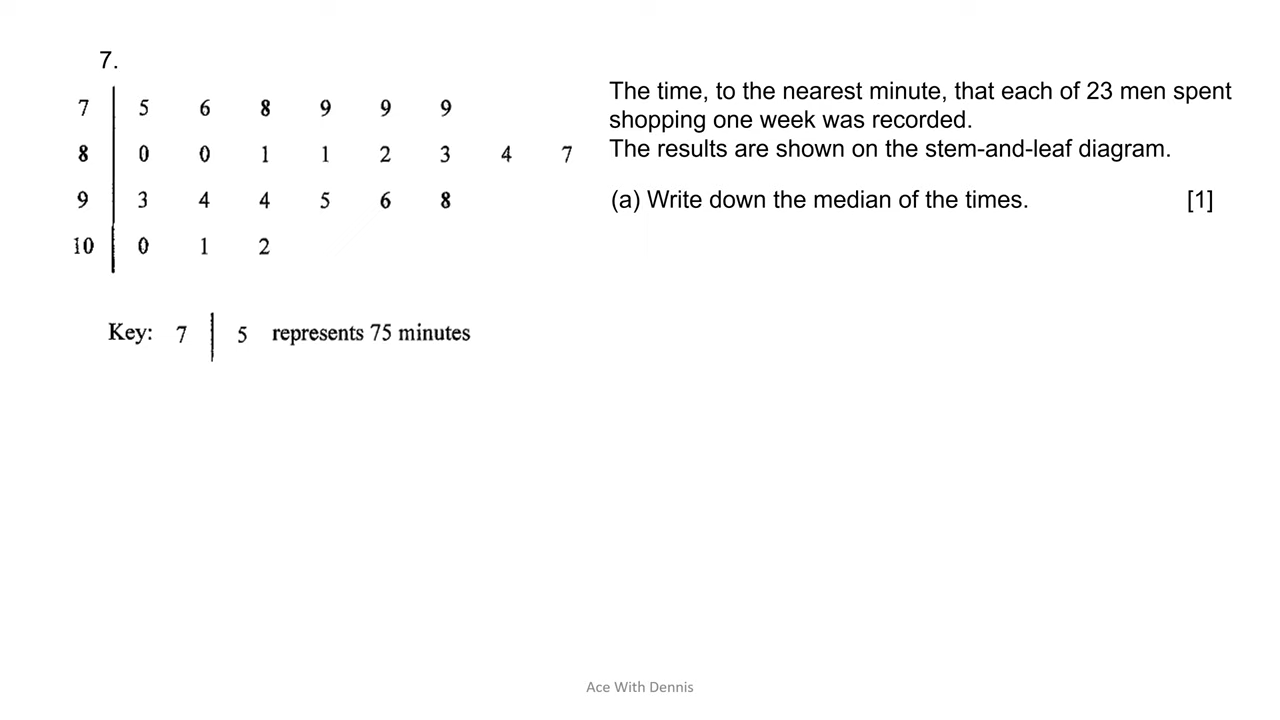 7.
7 | 5 6 8 9 9 9
8 | 0 0 1 1 2 3 4 7
9 | 3 4 4 5 6 8
10 | 0 1 2
Key: 7 | 5 represents 75 minutes
The time, to the nearest minute, that each of 23 men spent
shopping one week was recorded.
The results are shown on the stem-and-leaf diagram.
(a) Write down the median of the times. [1]
Ace With Dennis